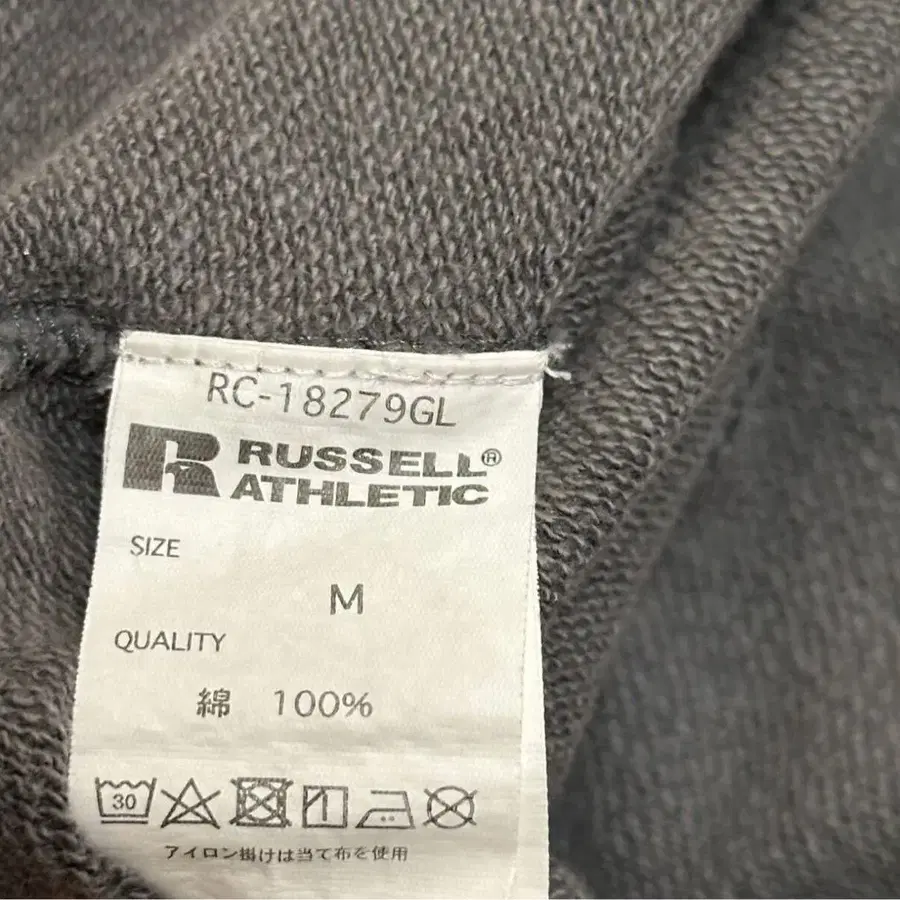 RC-18279GL
RUSSELL®
ATHLETIC
SIZE
M
QUALITY
綿 100%
30
アイロン掛けは当て布を使用